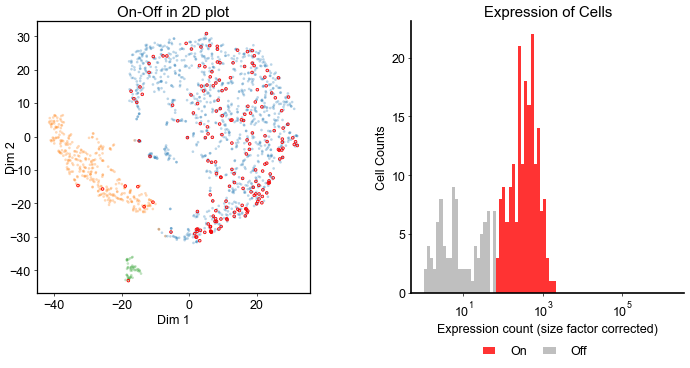 On-Off in 2D plot
30
20
10
0
−10
−20
−30
−40
Dim 2
−40 −20 0 20
Dim 1
Expression of Cells
20
15
10
5
0
Cell Counts
10^1 10^3 10^5
Expression count (size factor corrected)
On Off